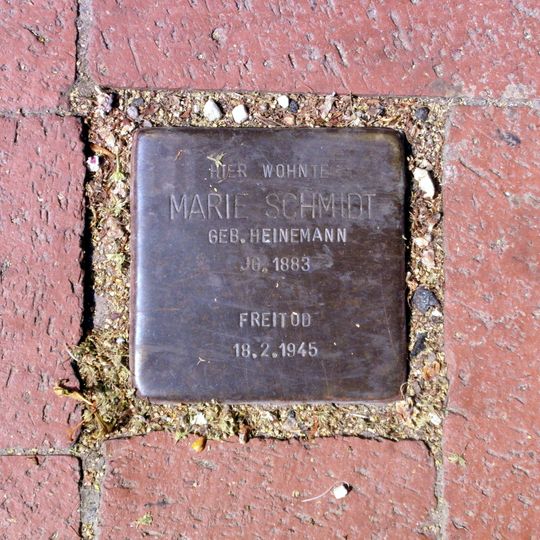 HIER WOHNTE
MARIE SCHMIDT
GEB. HEINEMANN
JG. 1883
FREITOD
18.2.1945